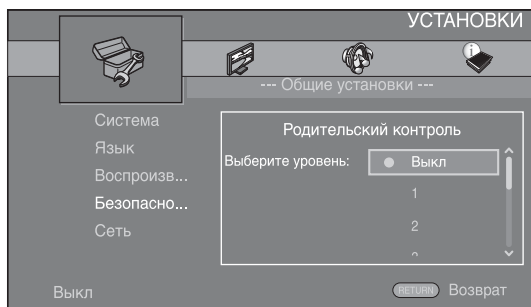 УСТАНОВКИ
--- Общие установки ---
Система
Язык
Воспроизв...
Безопасно...
Сеть
Родительский контроль
Выберите уровень:
Выкл
1
2
Выкл
RETURN Возврат